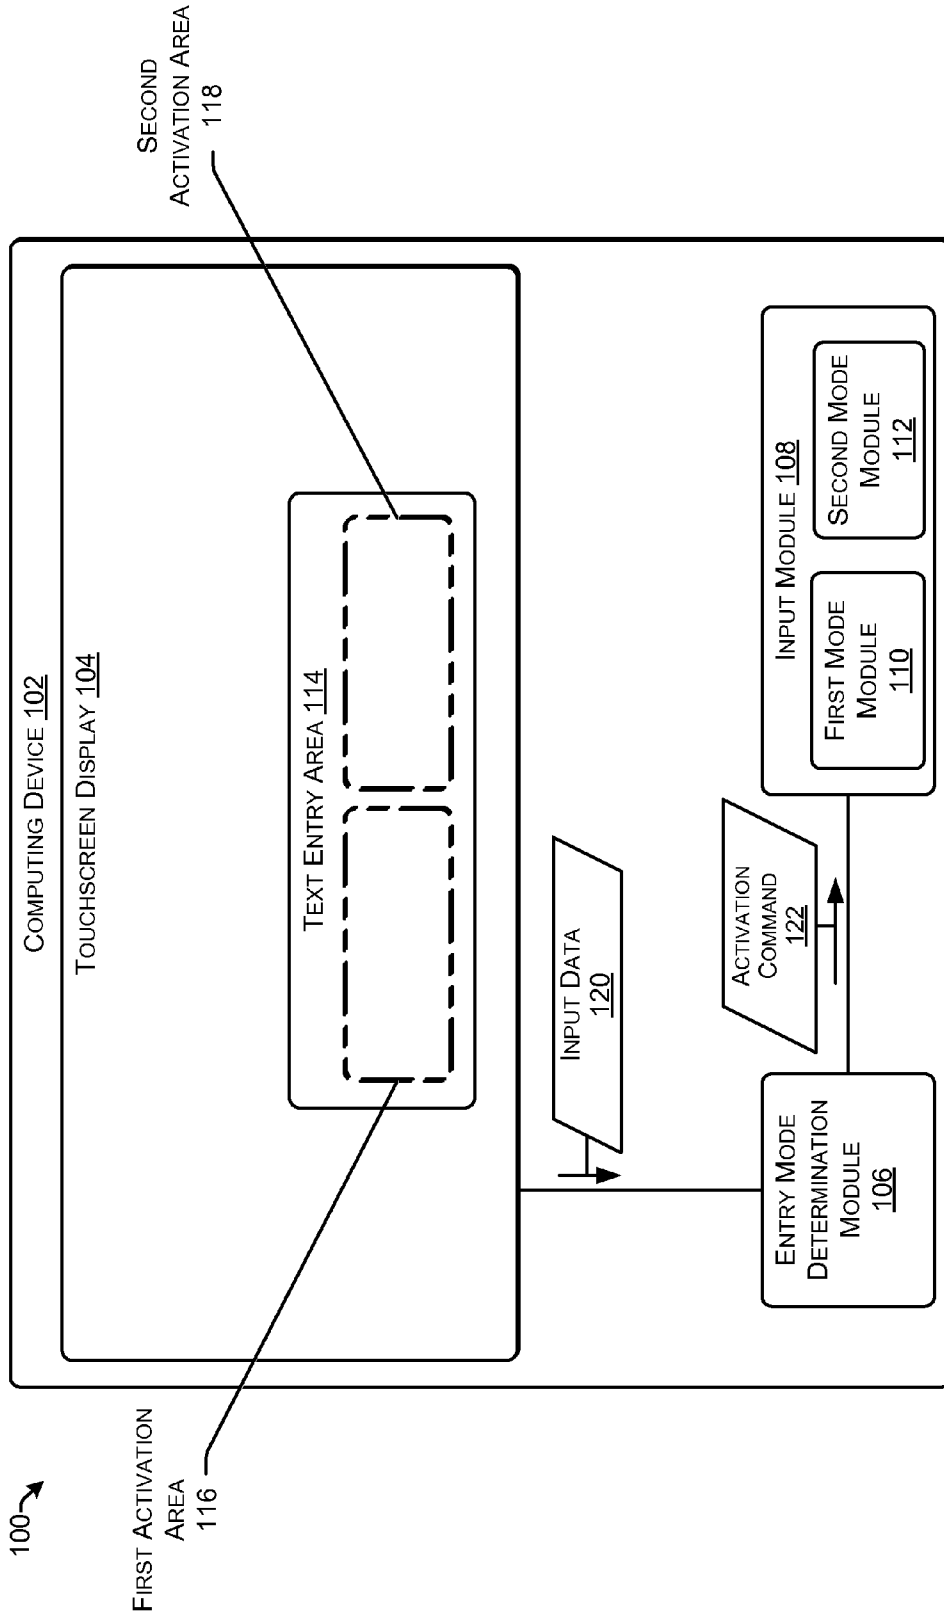 100
COMPUTING DEVICE 102
TOUCHSCREEN DISPLAY 104
TEXT ENTRY AREA 114
FIRST ACTIVATION
AREA
116
SECOND
ACTIVATION AREA
118
INPUT DATA
120
ENTRY MODE
DETERMINATION
MODULE
106
ACTIVATION
COMMAND
122
INPUT MODULE 108
FIRST MODE
MODULE
110
SECOND MODE
MODULE
112